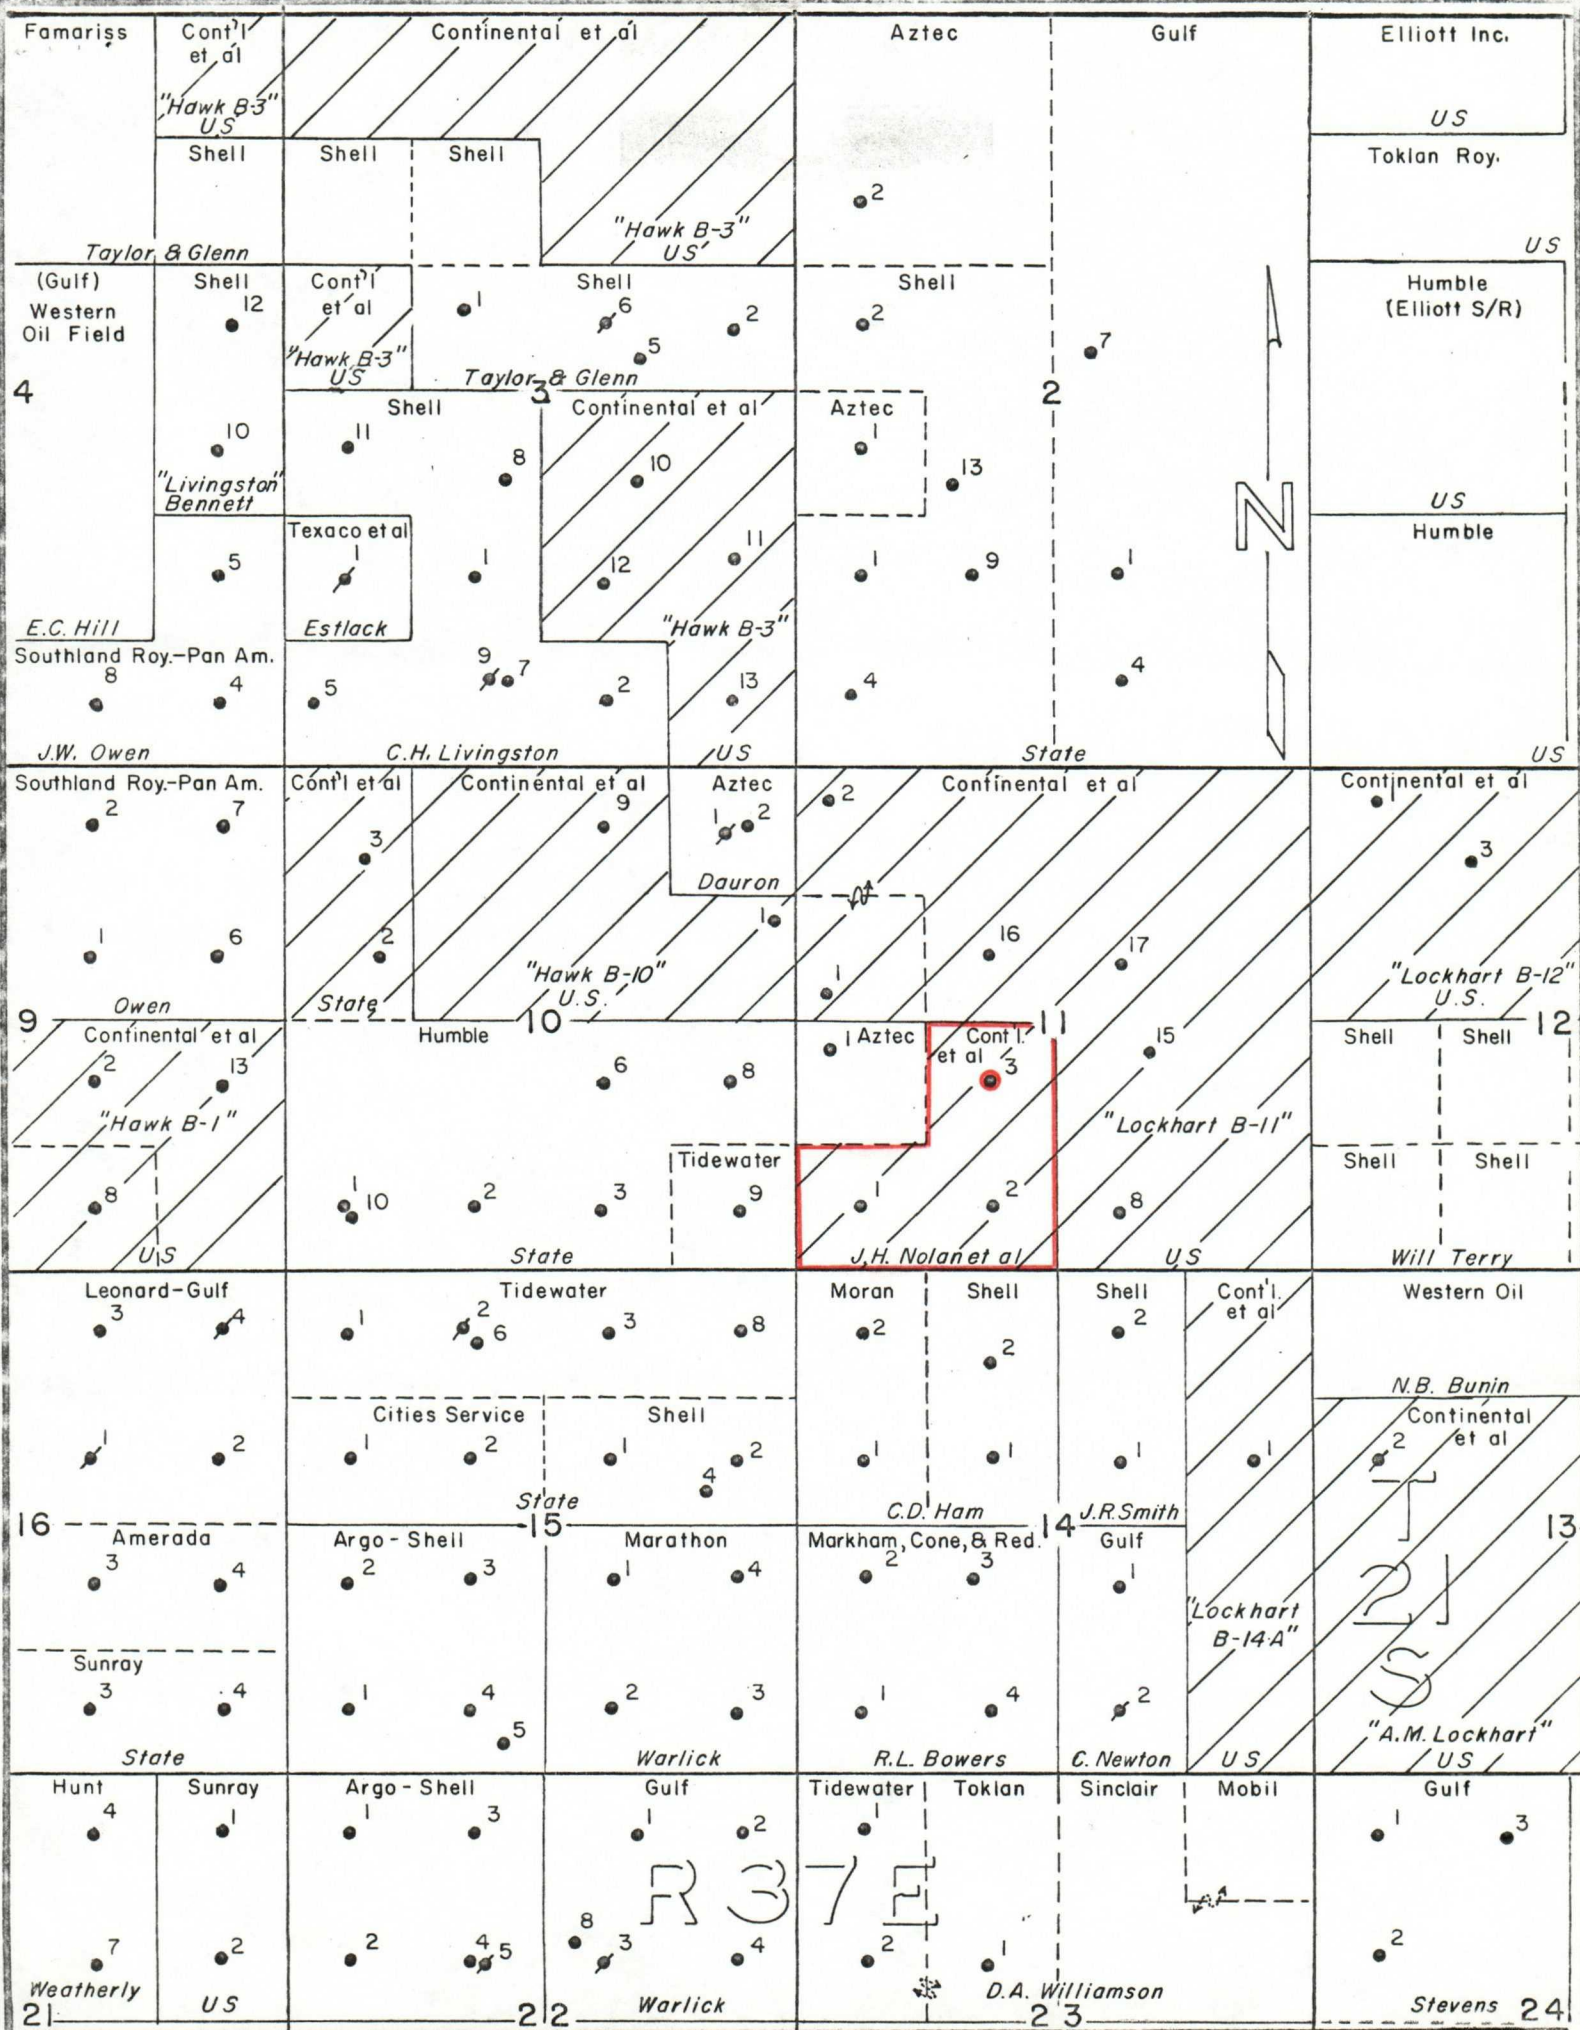 Famariss
Cont'l
et al
"Hawk B-3"
US
Continental et al
Aztec
Gulf
Elliott Inc.
US
Shell
Shell
Shell
Toklan Roy.
2
"Hawk B-3"
US
Taylor & Glenn
US
(Gulf)
Western
Oil Field
Shell
12
Cont'l
et al
"Hawk B-3"
US
1
Shell
6
5
2
Taylor & Glenn
Shell
2
7
Humble
(Elliott S/R)
4
3
2
10
"Livingston"
Bennett
Shell
11
8
Continental et al
10
Aztec
1
13
N
US
5
E.C. Hill
Texaco et al
1
Estlack
1
12
11
"Hawk B-3"
1
9
1
Humble
Southland Roy.-Pan Am.
8
4
J.W. Owen
5
9
7
2
C.H. Livingston
13
US
4
4
State
US
Southland Roy.-Pan Am.
2
7
1
6
Owen
Cont'l et al
3
2
State
Continental et al
9
1
"Hawk B-10"
U.S.
Aztec
1
2
Dauron
2
Continental et al
1
16
17
Continental et al
1
3
"Lockhart B-12"
U.S.
9
10
11
12
Continental et al
2
13
"Hawk B-1"
8
US
Humble
6
8
1
10
2
3
State
Tidewater
9
1
Aztec
Cont'l.
et al
3
1
2
J.H. Nolan et al
15
"Lockhart B-11"
8
US
Shell
Shell
Shell
Shell
Will Terry
Leonard-Gulf
3
4
1
2
Tidewater
1
2
6
3
8
Cities Service
1
2
Shell
1
2
4
State
Moran
2
1
Shell
2
1
C.D. Ham
Shell
2
1
J.R. Smith
Cont'l.
et al
1
Western Oil
N.B. Bunin
Continental
et al
2
16
15
14
13
Amerada
3
4
Sunray
3
4
State
Argo-Shell
2
3
1
4
5
Marathon
1
4
2
3
Warlick
Markham, Cone, & Red.
2
3
1
4
R.L. Bowers
Gulf
1
2
C. Newton
"Lockhart
B-14-A"
US
T
21
S
"A.M. Lockhart"
US
Hunt
4
7
Weatherly
Sunray
1
2
US
Argo-Shell
1
3
2
4
5
Gulf
1
2
8
3
4
Warlick
R 37 E
Tidewater
1
2
Toklan
1
Sinclair
Mobil
D.A. Williamson
Gulf
1
3
2
Stevens
21
22
23
24